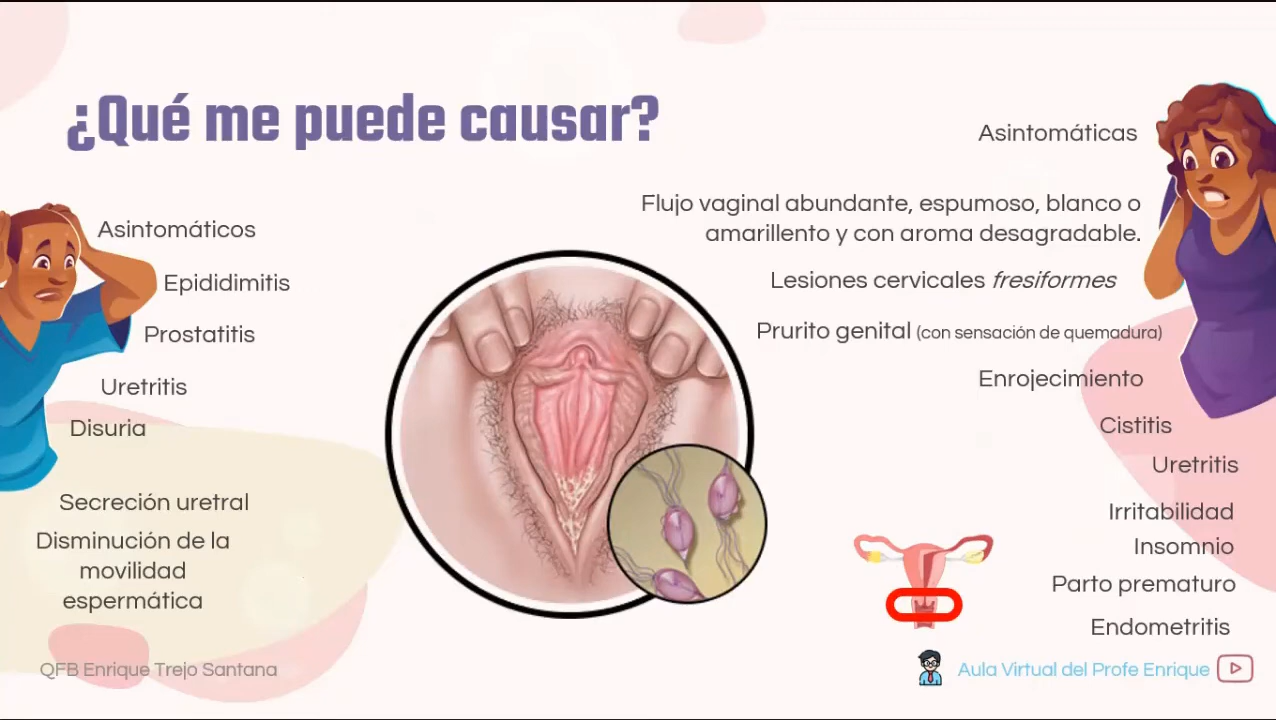 ¿Qué me puede causar?
Asintomáticos
Epididimitis
Prostatitis
Uretritis
Disuria
Secreción uretral
Disminución de la
movilidad
espermática
QFB Enrique Trejo Santana
Asintomáticas
Flujo vaginal abundante, espumoso, blanco o
amarillento y con aroma desagradable.
Lesiones cervicales fresiformes
Prurito genital (con sensación de quemadura)
Enrojecimiento
Cistitis
Uretritis
Irritabilidad
Insomnio
Parto prematuro
Endometritis
Aula Virtual del Profe Enrique